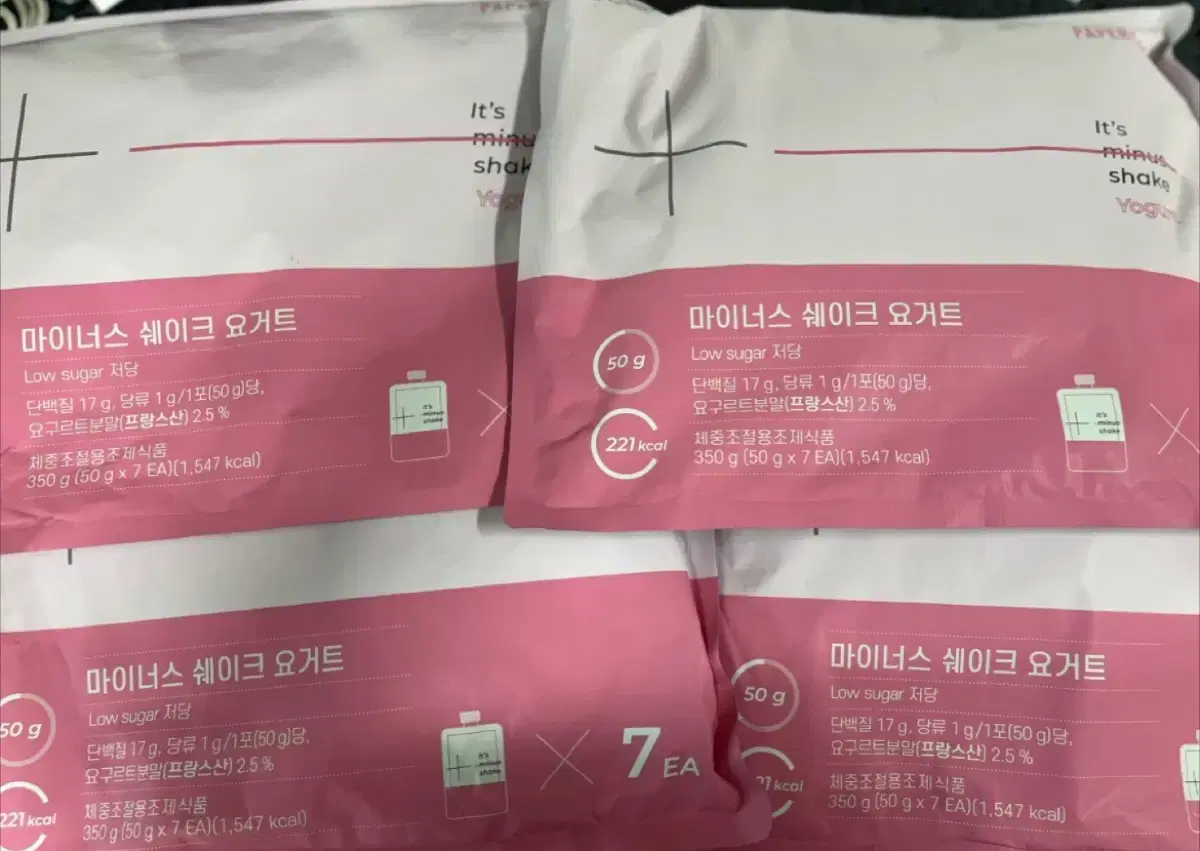 It's
shake
마이너스 쉐이크 요거트
Low sugar 저당
단백질 17 g, 당류 1 g/1포(50 g)당,
요구르트분말(프랑스산) 2.5 %
체중조절용조제식품
350 g (50 g x 7 EA)(1,547 kcal)
It's
minus
shake
It's
minus
shake
50 g
221 kcal
마이너스 쉐이크 요거트
Low sugar 저당
단백질 17 g, 당류 1 g/1포(50 g)당,
요구르트분말(프랑스산) 2.5 %
체중조절용조제식품
350 g (50 g x 7 EA)(1,547 kcal)
It's
minus
shake
50 g
221 kcal
마이너스 쉐이크 요거트
Low sugar 저당
단백질 17 g, 당류 1 g/1포(50 g)당,
요구르트분말(프랑스산) 2.5 %
체중조절용조제식품
350 g (50 g x 7 EA)(1,547 kcal)
It's
minus
shake
7 EA
50 g
kcal
마이너스 쉐이크 요거트
Low sugar 저당
단백질 17 g, 당류 1 g/1포(50 g)당,
요구르트분말(프랑스산) 2.5 %
체중조절용조제식품
350 g (50 g x 7 EA)(1,547 kcal)